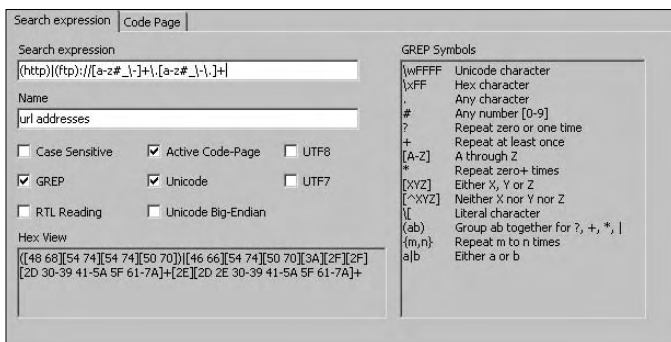 Search expression Code Page
Search expression
(http)|(ftp)://[a-z#_\-]+\.[a-z#_\-\.]+
Name
url addresses
Case Sensitive Active Code-Page UTF8
GREP Unicode UTF7
RTL Reading Unicode Big-Endian
Hex View
([48 68][54 74][54 74][50 70])|[46 66][54 74][50 70][3A][2F][2F]
[2D 30-39 41-5A 5F 61-7A]+[2E][2D 2E 30-39 41-5A 5F 61-7A]+
GREP Symbols
\wFFFF Unicode character
\xFF Hex character
. Any character
# Any number [0-9]
? Repeat zero or one time
+ Repeat at least once
[A-Z] A through Z
* Repeat zero+ times
[XYZ] Either X, Y or Z
[^XYZ] Neither X nor Y nor Z
\[ Literal character
(ab) Group ab together for ?, +, *, |
{m,n} Repeat m to n times
a|b Either a or b